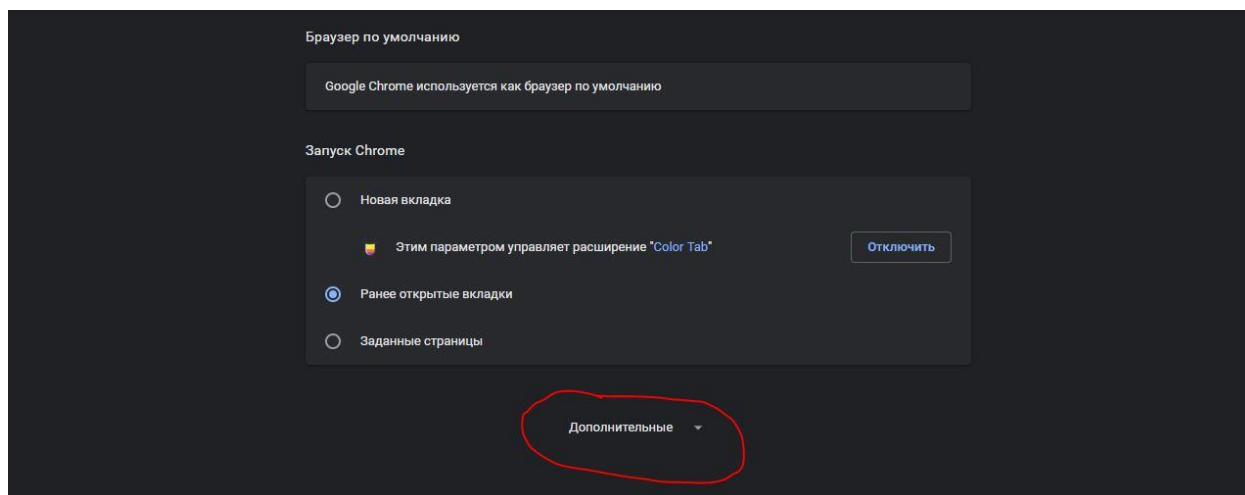 Браузер по умолчанию
Google Chrome используется как браузер по умолчанию
Запуск Chrome
Новая вкладка
Этим параметром управляет расширение "Color Tab"
Отключить
Ранее открытые вкладки
Заданные страницы
Дополнительные